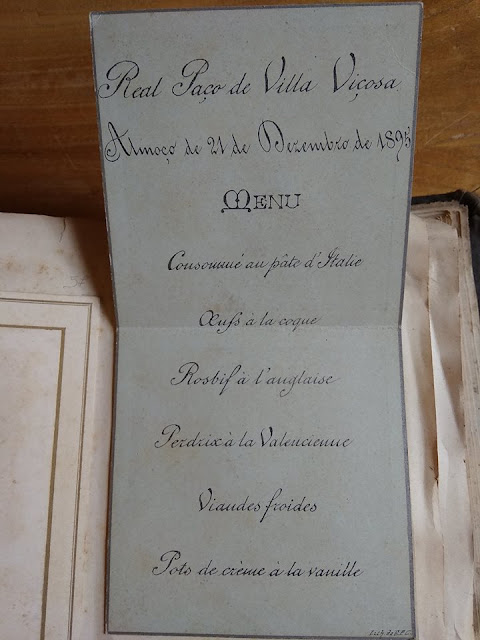 Real Paço de Villa Viçosa
Almoço de 21 de Dezembro de 1895
MENU
Consommé au pâte d'Italie
Œufs à la coque
Rosbif à l'anglaise
Perdrix à la Valencienne
Viandes froides
Pots de crème à la vanille